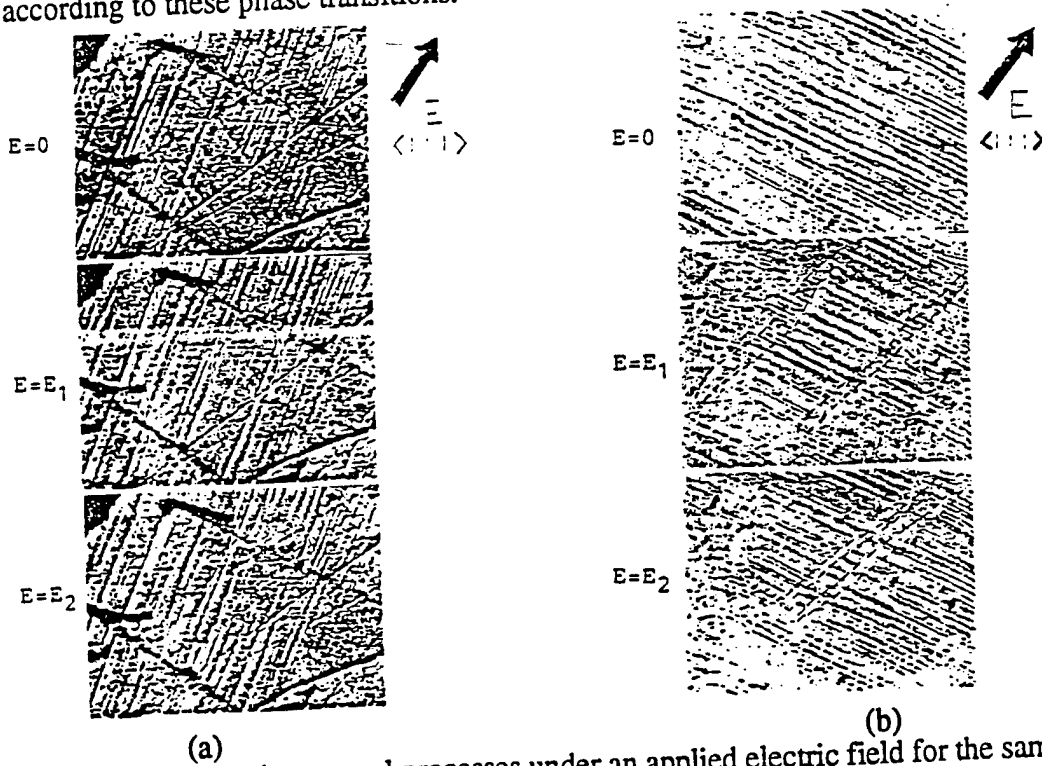 according to these phase transitions.
E
E
E=0
E=0
E=E1
E=E1
E=E2
E=E2
(a)
(b)
processes under an applied electric field for the sam